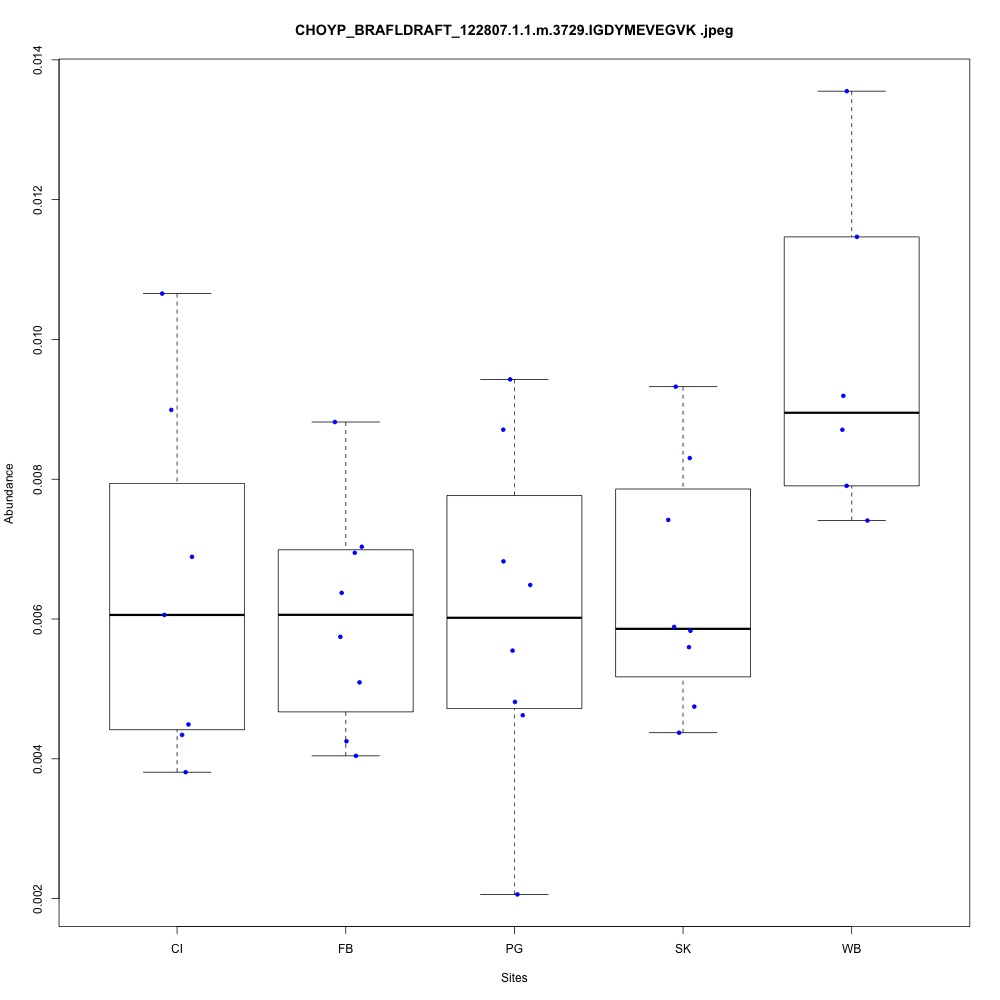 CHOYP_BRAFLDRAFT_122807.1.1.m.3729.IGDYMEVEGVK .jpeg
Abundance
0.014
0.012
0.010
0.008
0.006
0.004
0.002
CI FB PG SK WB
Sites